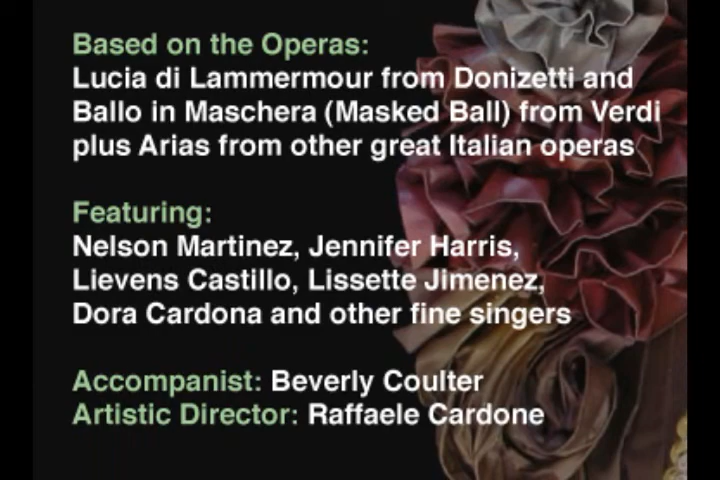 Based on the Operas:
Lucia di Lammermour from Donizetti and
Ballo in Maschera (Masked Ball) from Verdi
plus Arias from other great Italian operas
Featuring:
Nelson Martinez, Jennifer Harris,
Lievens Castillo, Lissette Jimenez,
Dora Cardona and other fine singers
Accompanist: Beverly Coulter
Artistic Director: Raffaele Cardone